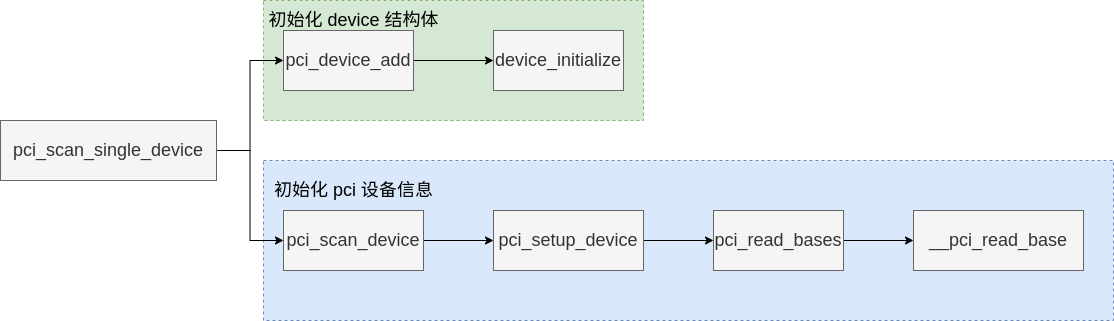 初始化 device 结构体
pci_device_add
device_initialize
pci_scan_single_device
初始化 pci 设备信息
pci_scan_device
pci_setup_device
pci_read_bases
__pci_read_base